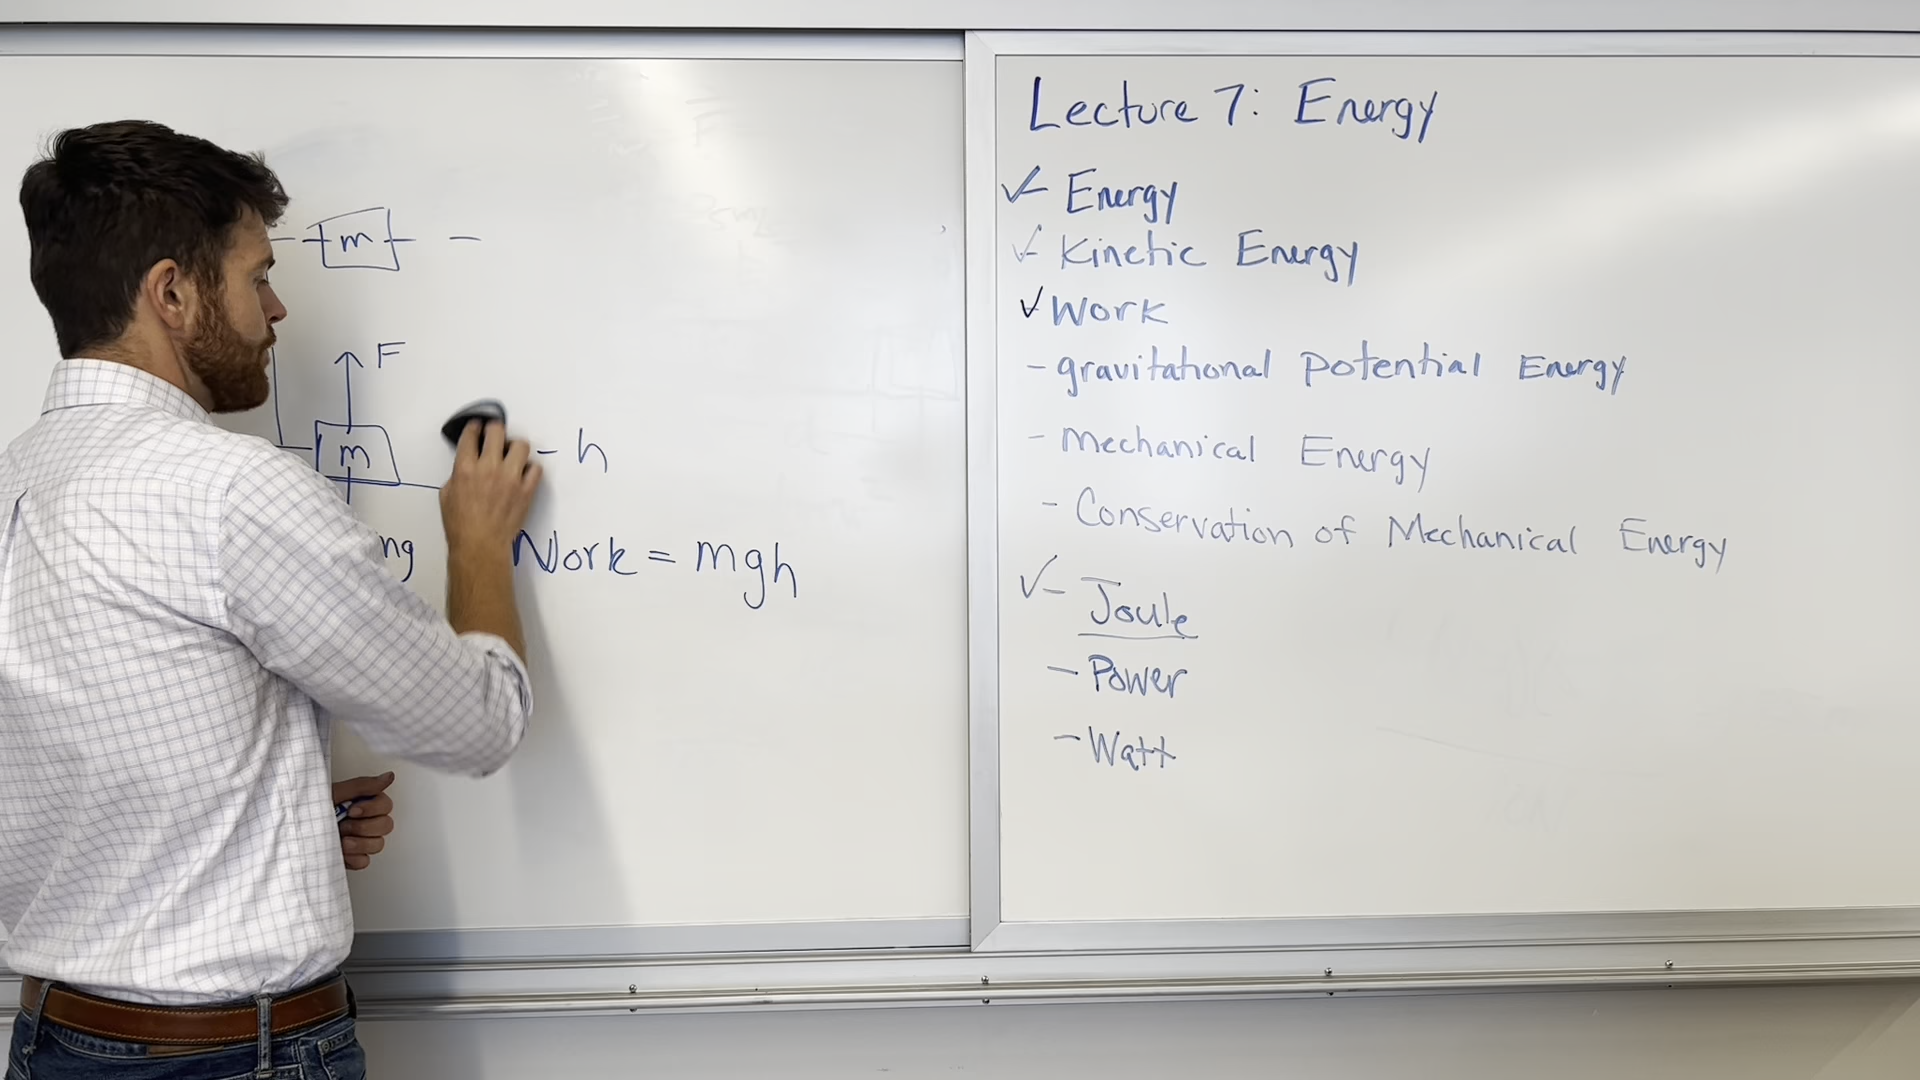 m
F
m
- h
Work = mgh
Lecture 7: Energy
✓ Energy
✓ Kinetic Energy
✓ Work
- gravitational Potential Energy
- Mechanical Energy
- Conservation of Mechanical Energy
✓ - Joule
- Power
- Watt